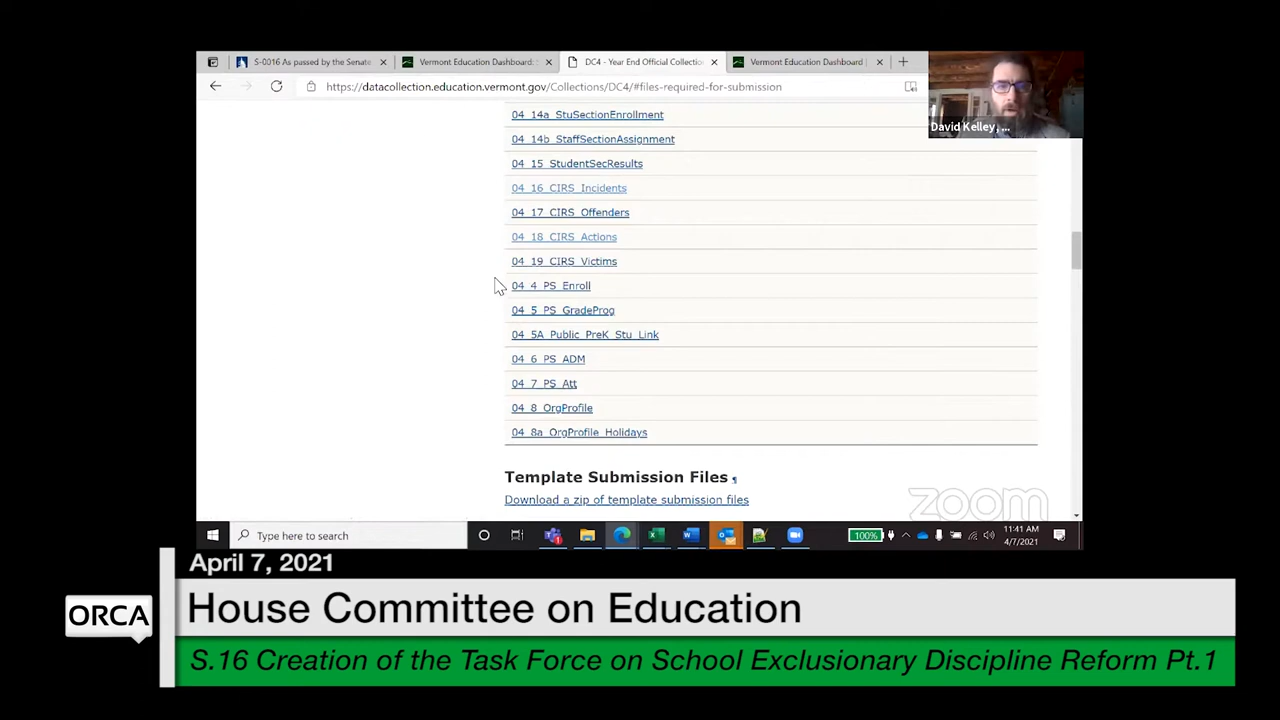 S-0016 As passed by the Senate
Vermont Education Dashboard:
DC4 - Year End Official Collectio
Vermont Education Dashboard |
https://datacollection.education.vermont.gov/Collections/DC4/#files-required-for-submission
David Kelley, ...
04_14a_StuSectionEnrollment
04_14b_StaffSectionAssignment
04_15_StudentSecResults
04_16_CIRS_Incidents
04_17_CIRS_Offenders
04_18_CIRS_Actions
04_19_CIRS_Victims
04_4_PS_Enroll
04_5_PS_GradeProg
04_5A_Public_PreK_Stu_Link
04_6_PS_ADM
04_7_PS_Att
04_8_OrgProfile
04_8a_OrgProfile_Holidays
Template Submission Files ¶
Download a zip of template submission files
zoom
Type here to search
100%
11:41 AM
4/7/2021
April 7, 2021
ORCA
House Committee on Education
S.16 Creation of the Task Force on School Exclusionary Discipline Reform Pt.1